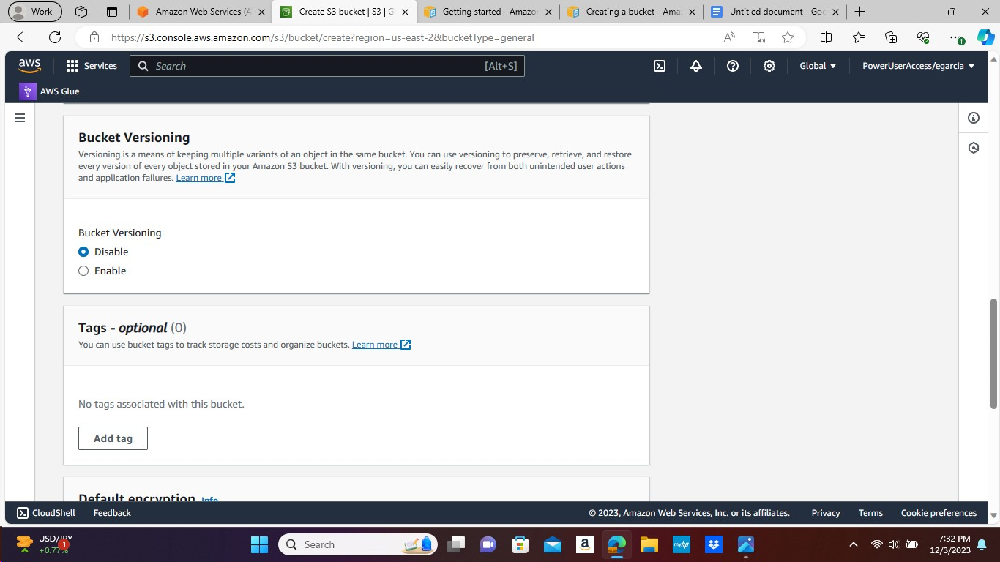 Work
Amazon Web Services (A
Create S3 bucket | S3 | G
Getting started - Amazo
Creating a bucket - Ama
Untitled document - Goo
https://s3.console.aws.amazon.com/s3/bucket/create?region=us-east-2&bucketType=general
aws
Services
Search
[Alt+S]
Global
PowerUserAccess/egarcia
AWS Glue
Bucket Versioning
Versioning is a means of keeping multiple variants of an object in the same bucket. You can use versioning to preserve, retrieve, and restore
every version of every object stored in your Amazon S3 bucket. With versioning, you can easily recover from both unintended user actions
and application failures. Learn more
Bucket Versioning
Disable
Enable
Tags - optional (0)
You can use bucket tags to track storage costs and organize buckets. Learn more
No tags associated with this bucket.
Add tag
Default encryption Info
CloudShell
Feedback
© 2023, Amazon Web Services, Inc. or its affiliates.
Privacy
Terms
Cookie preferences
USD/JPY
1
+0.77%
Search
a
myhp
7:32 PM
12/3/2023